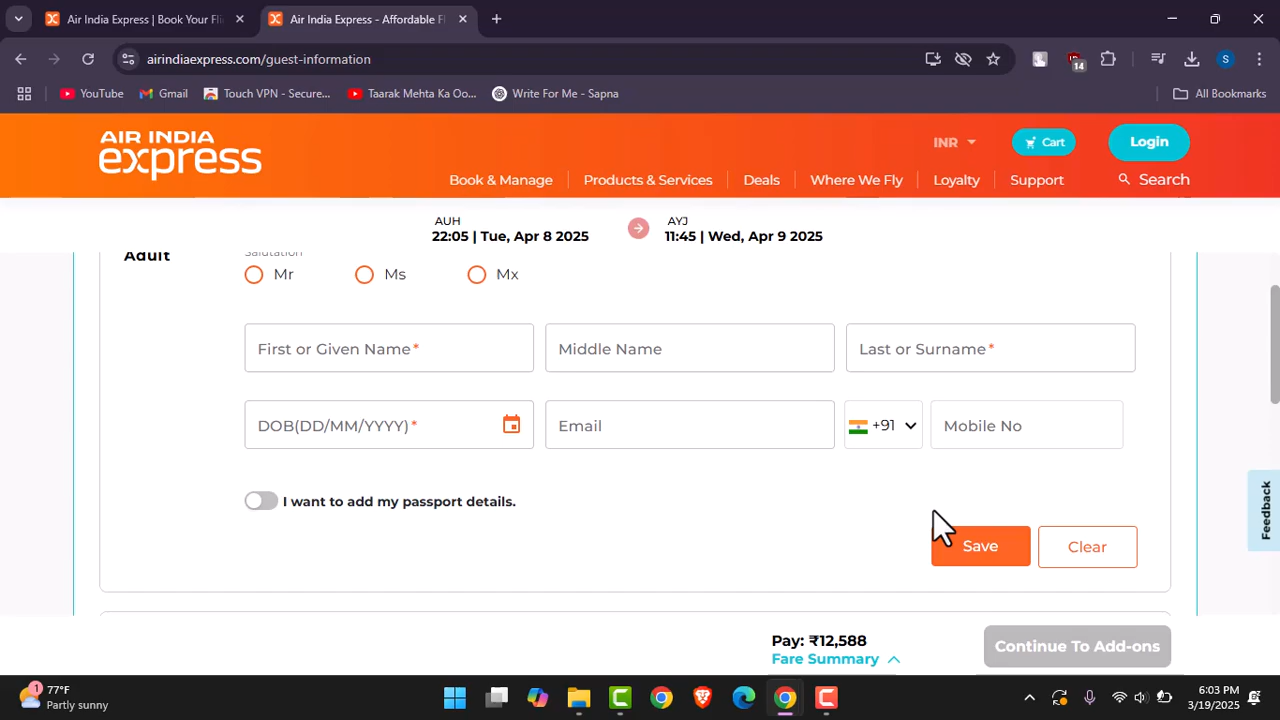 Air India Express | Book Your Fli
Air India Express - Affordable Fl
airindiaexpress.com/guest-information
14
S
YouTube
Gmail
Touch VPN - Secure...
Taarak Mehta Ka Oo...
Write For Me - Sapna
All Bookmarks
AIR INDIA
express
INR
Cart
Login
Book & Manage
Products & Services
Deals
Where We Fly
Loyalty
Support
Search
AUH
22:05 | Tue, Apr 8 2025
AYJ
11:45 | Wed, Apr 9 2025
Adult
Salutation
Mr
Ms
Mx
First or Given Name*
Middle Name
Last or Surname*
DOB(DD/MM/YYYY)*
Email
+91
Mobile No
I want to add my passport details.
Save
Clear
Feedback
Pay: ₹12,588
Fare Summary
Continue To Add-ons
1
77°F
Partly sunny
6:03 PM
3/19/2025